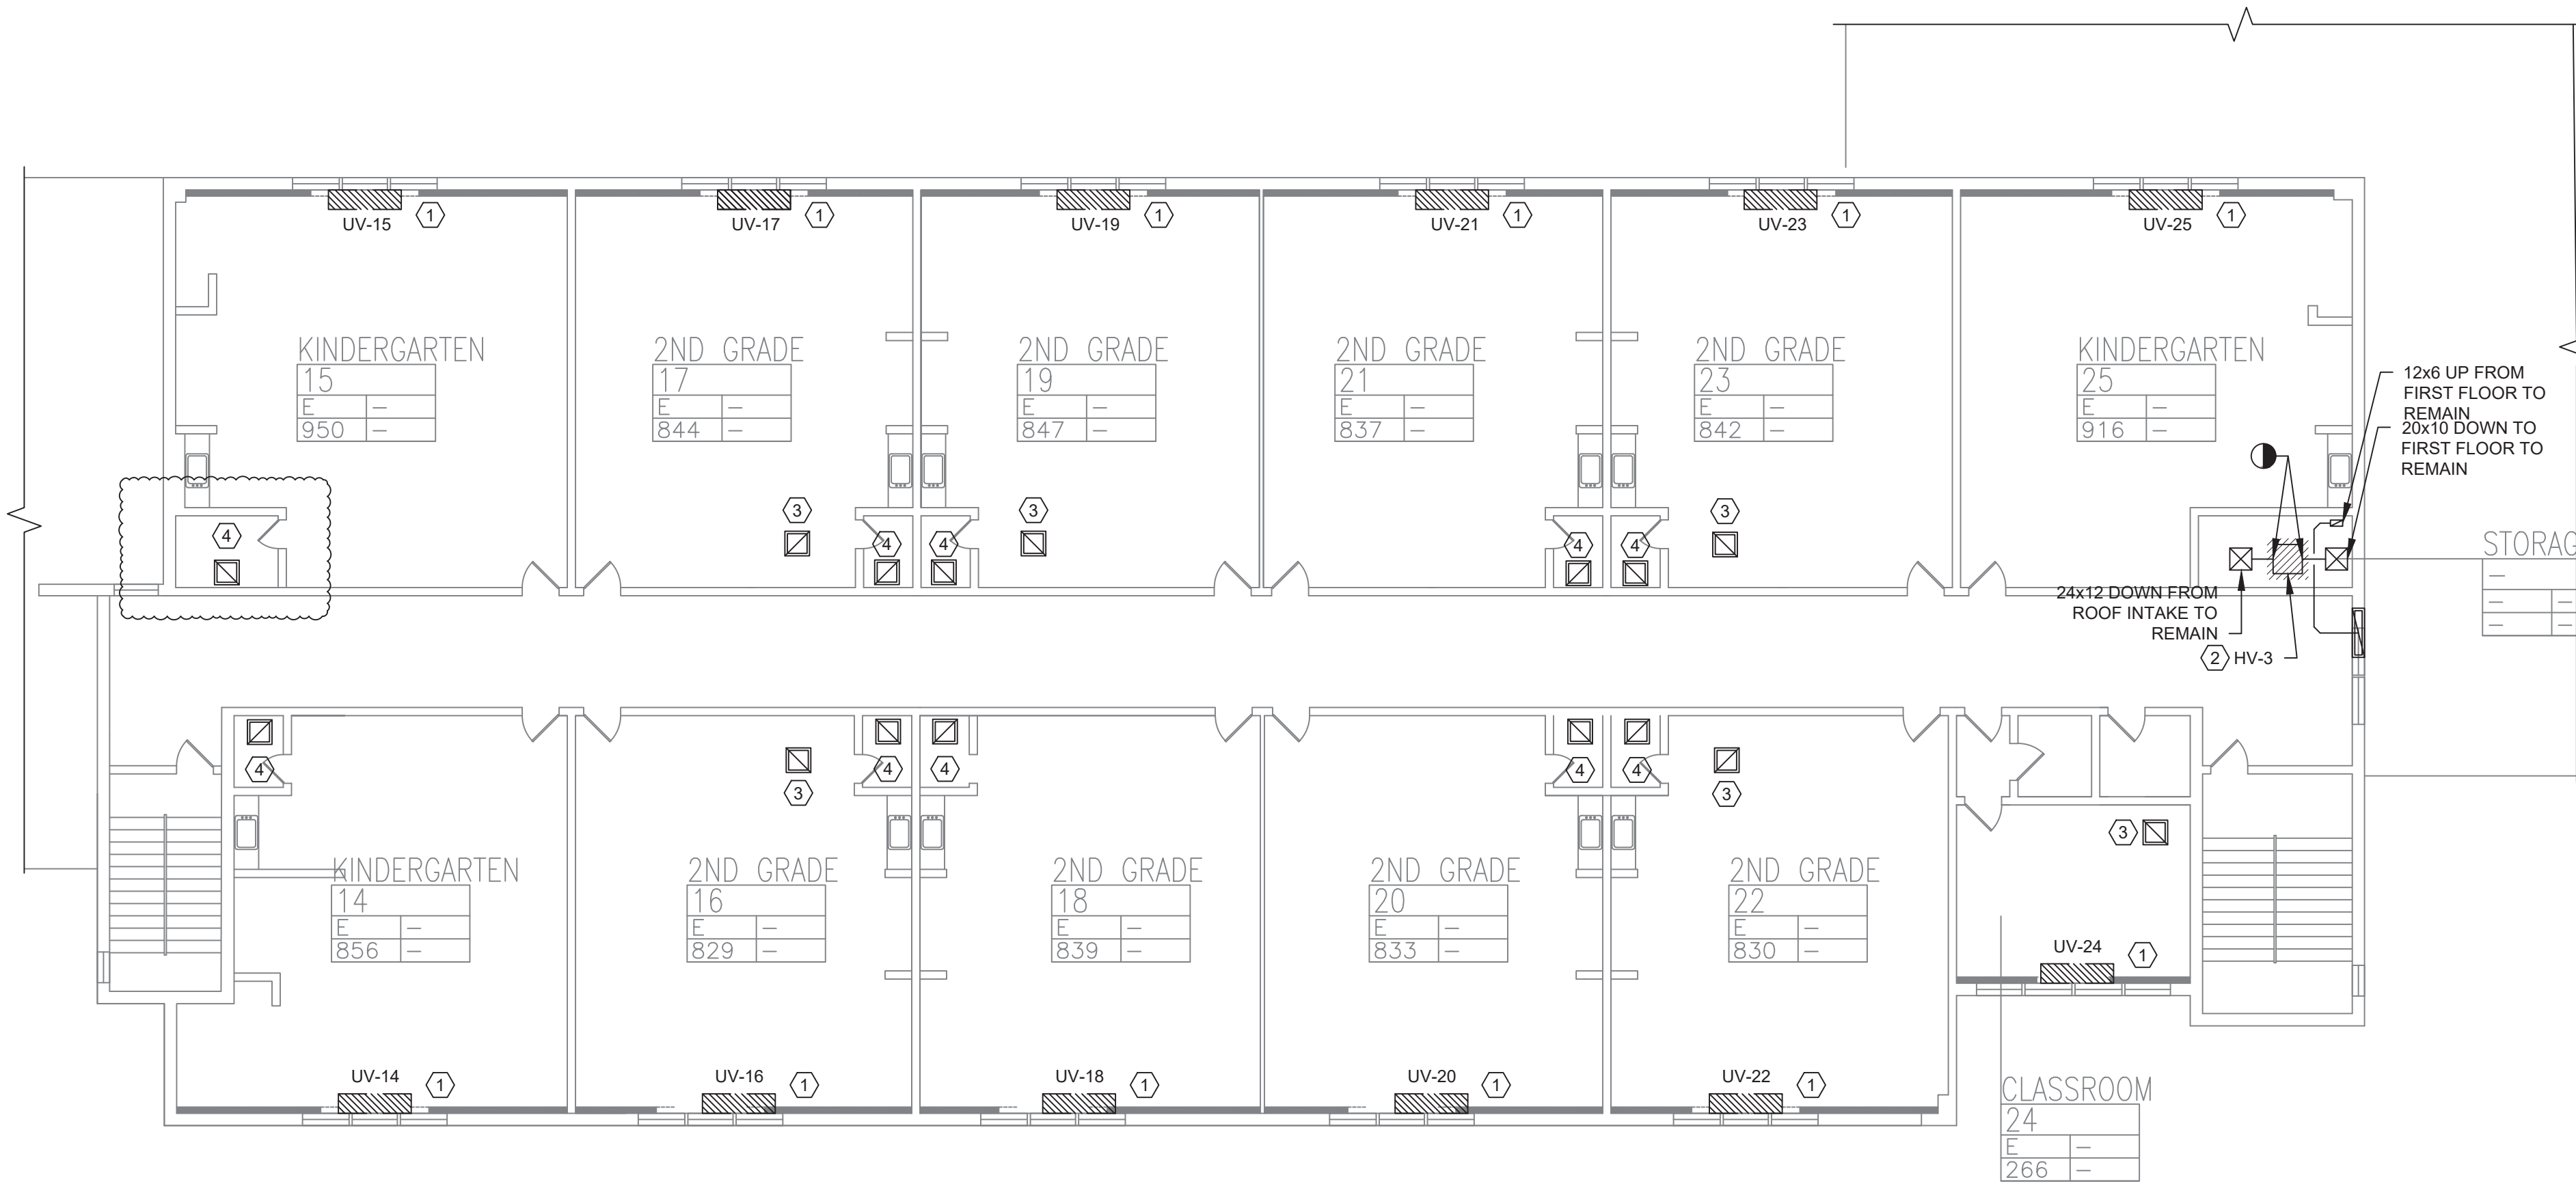 UV-15
1
UV-17
1
UV-19
1
UV-21
1
UV-23
1
UV-25
1
KINDERGARTEN
15
E —
950 —
2ND GRADE
17
E —
844 —
2ND GRADE
19
E —
847 —
2ND GRADE
21
E —
837 —
2ND GRADE
23
E —
842 —
KINDERGARTEN
25
E —
916 —
12x6 UP FROM
FIRST FLOOR TO
REMAIN
20x10 DOWN TO
FIRST FLOOR TO
REMAIN
4
3
4
4
3
4
4
3
STORAG
—
— —
— —
24x12 DOWN FROM
ROOF INTAKE TO
REMAIN
2 HV-3
4
3
4
4
4
4
3
3
KINDERGARTEN
14
E —
856 —
2ND GRADE
16
E —
829 —
2ND GRADE
18
E —
839 —
2ND GRADE
20
E —
833 —
2ND GRADE
22
E —
830 —
UV-24
1
UV-14
1
UV-16
1
UV-18
1
UV-20
1
UV-22
1
CLASSROOM
24
E —
266 —